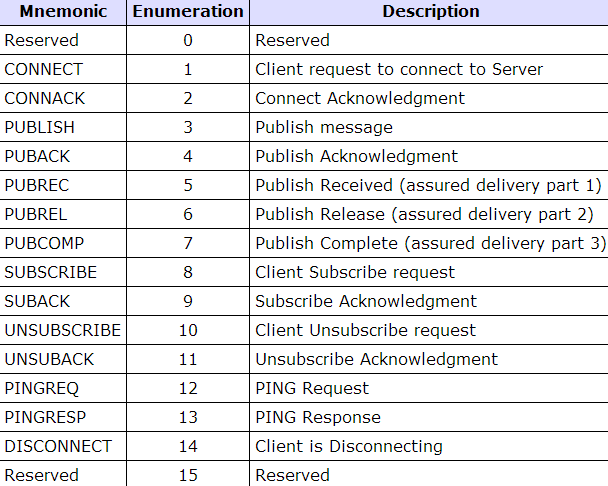 Mnemonic Enumeration Description
Reserved 0 Reserved
CONNECT 1 Client request to connect to Server
CONNACK 2 Connect Acknowledgment
PUBLISH 3 Publish message
PUBACK 4 Publish Acknowledgment
PUBREC 5 Publish Received (assured delivery part 1)
PUBREL 6 Publish Release (assured delivery part 2)
PUBCOMP 7 Publish Complete (assured delivery part 3)
SUBSCRIBE 8 Client Subscribe request
SUBACK 9 Subscribe Acknowledgment
UNSUBSCRIBE 10 Client Unsubscribe request
UNSUBACK 11 Unsubscribe Acknowledgment
PINGREQ 12 PING Request
PINGRESP 13 PING Response
DISCONNECT 14 Client is Disconnecting
Reserved 15 Reserved